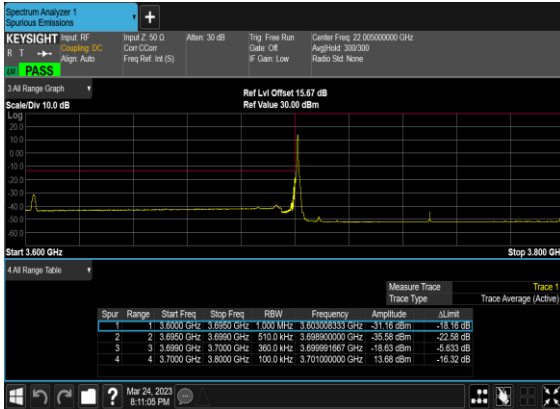 Spectrum Analyzer 1
Spurious Emissions
+
KEYSIGHT Input: RF Input Z: 50 Ω Atten: 30 dB Trig: Free Run Center Freq: 22.005000000 GHz
R T Coupling: DC Corr CCorr Gate: Off Avg|Hold: 300/300
Align: Auto Freq Ref: Int (S) IF Gain: Low Radio Std: None
PASS
3 All Range Graph
Ref Lvl Offset 15.67 dB
Scale/Div 10.0 dB Ref Value 30.00 dBm
Log
20.0
10.0
0.00
-10.0
-20.0
-30.0
-40.0
-50.0
-60.0
Start 3.600 GHz Stop 3.800 GH
4 All Range Table
Measure Trace Trace 1
Trace Type Trace Average (Active)
Spur Range Start Freq Stop Freq RBW Frequency Amplitude ΔLimit
1 1 3.6000 GHz 3.6950 GHz 1.000 MHz 3.603008333 GHz -31.16 dBm -18.16 dB
2 2 3.6950 GHz 3.6990 GHz 510.0 kHz 3.698900000 GHz -35.58 dBm -22.58 dB
3 3 3.6990 GHz 3.7000 GHz 360.0 kHz 3.699991667 GHz -18.63 dBm -5.633 dB
4 4 3.7000 GHz 3.8000 GHz 100.0 kHz 3.701000000 GHz 13.68 dBm -16.32 dB
? Mar 24, 2023
8:11:05 PM